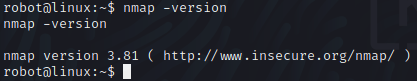 robot@linux:~$ nmap -version
nmap -version

nmap version 3.81 ( http://www.insecure.org/nmap/ )
robot@linux:~$